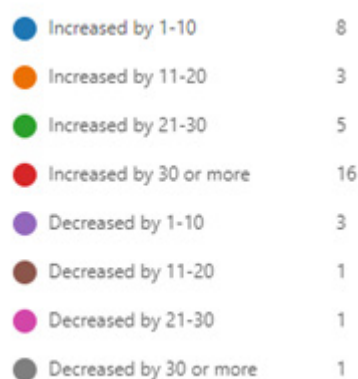 Increased by 1-10 8
Increased by 11-20 3
Increased by 21-30 5
Increased by 30 or more 16
Decreased by 1-10 3
Decreased by 11-20 1
Decreased by 21-30 1
Decreased by 30 or more 1